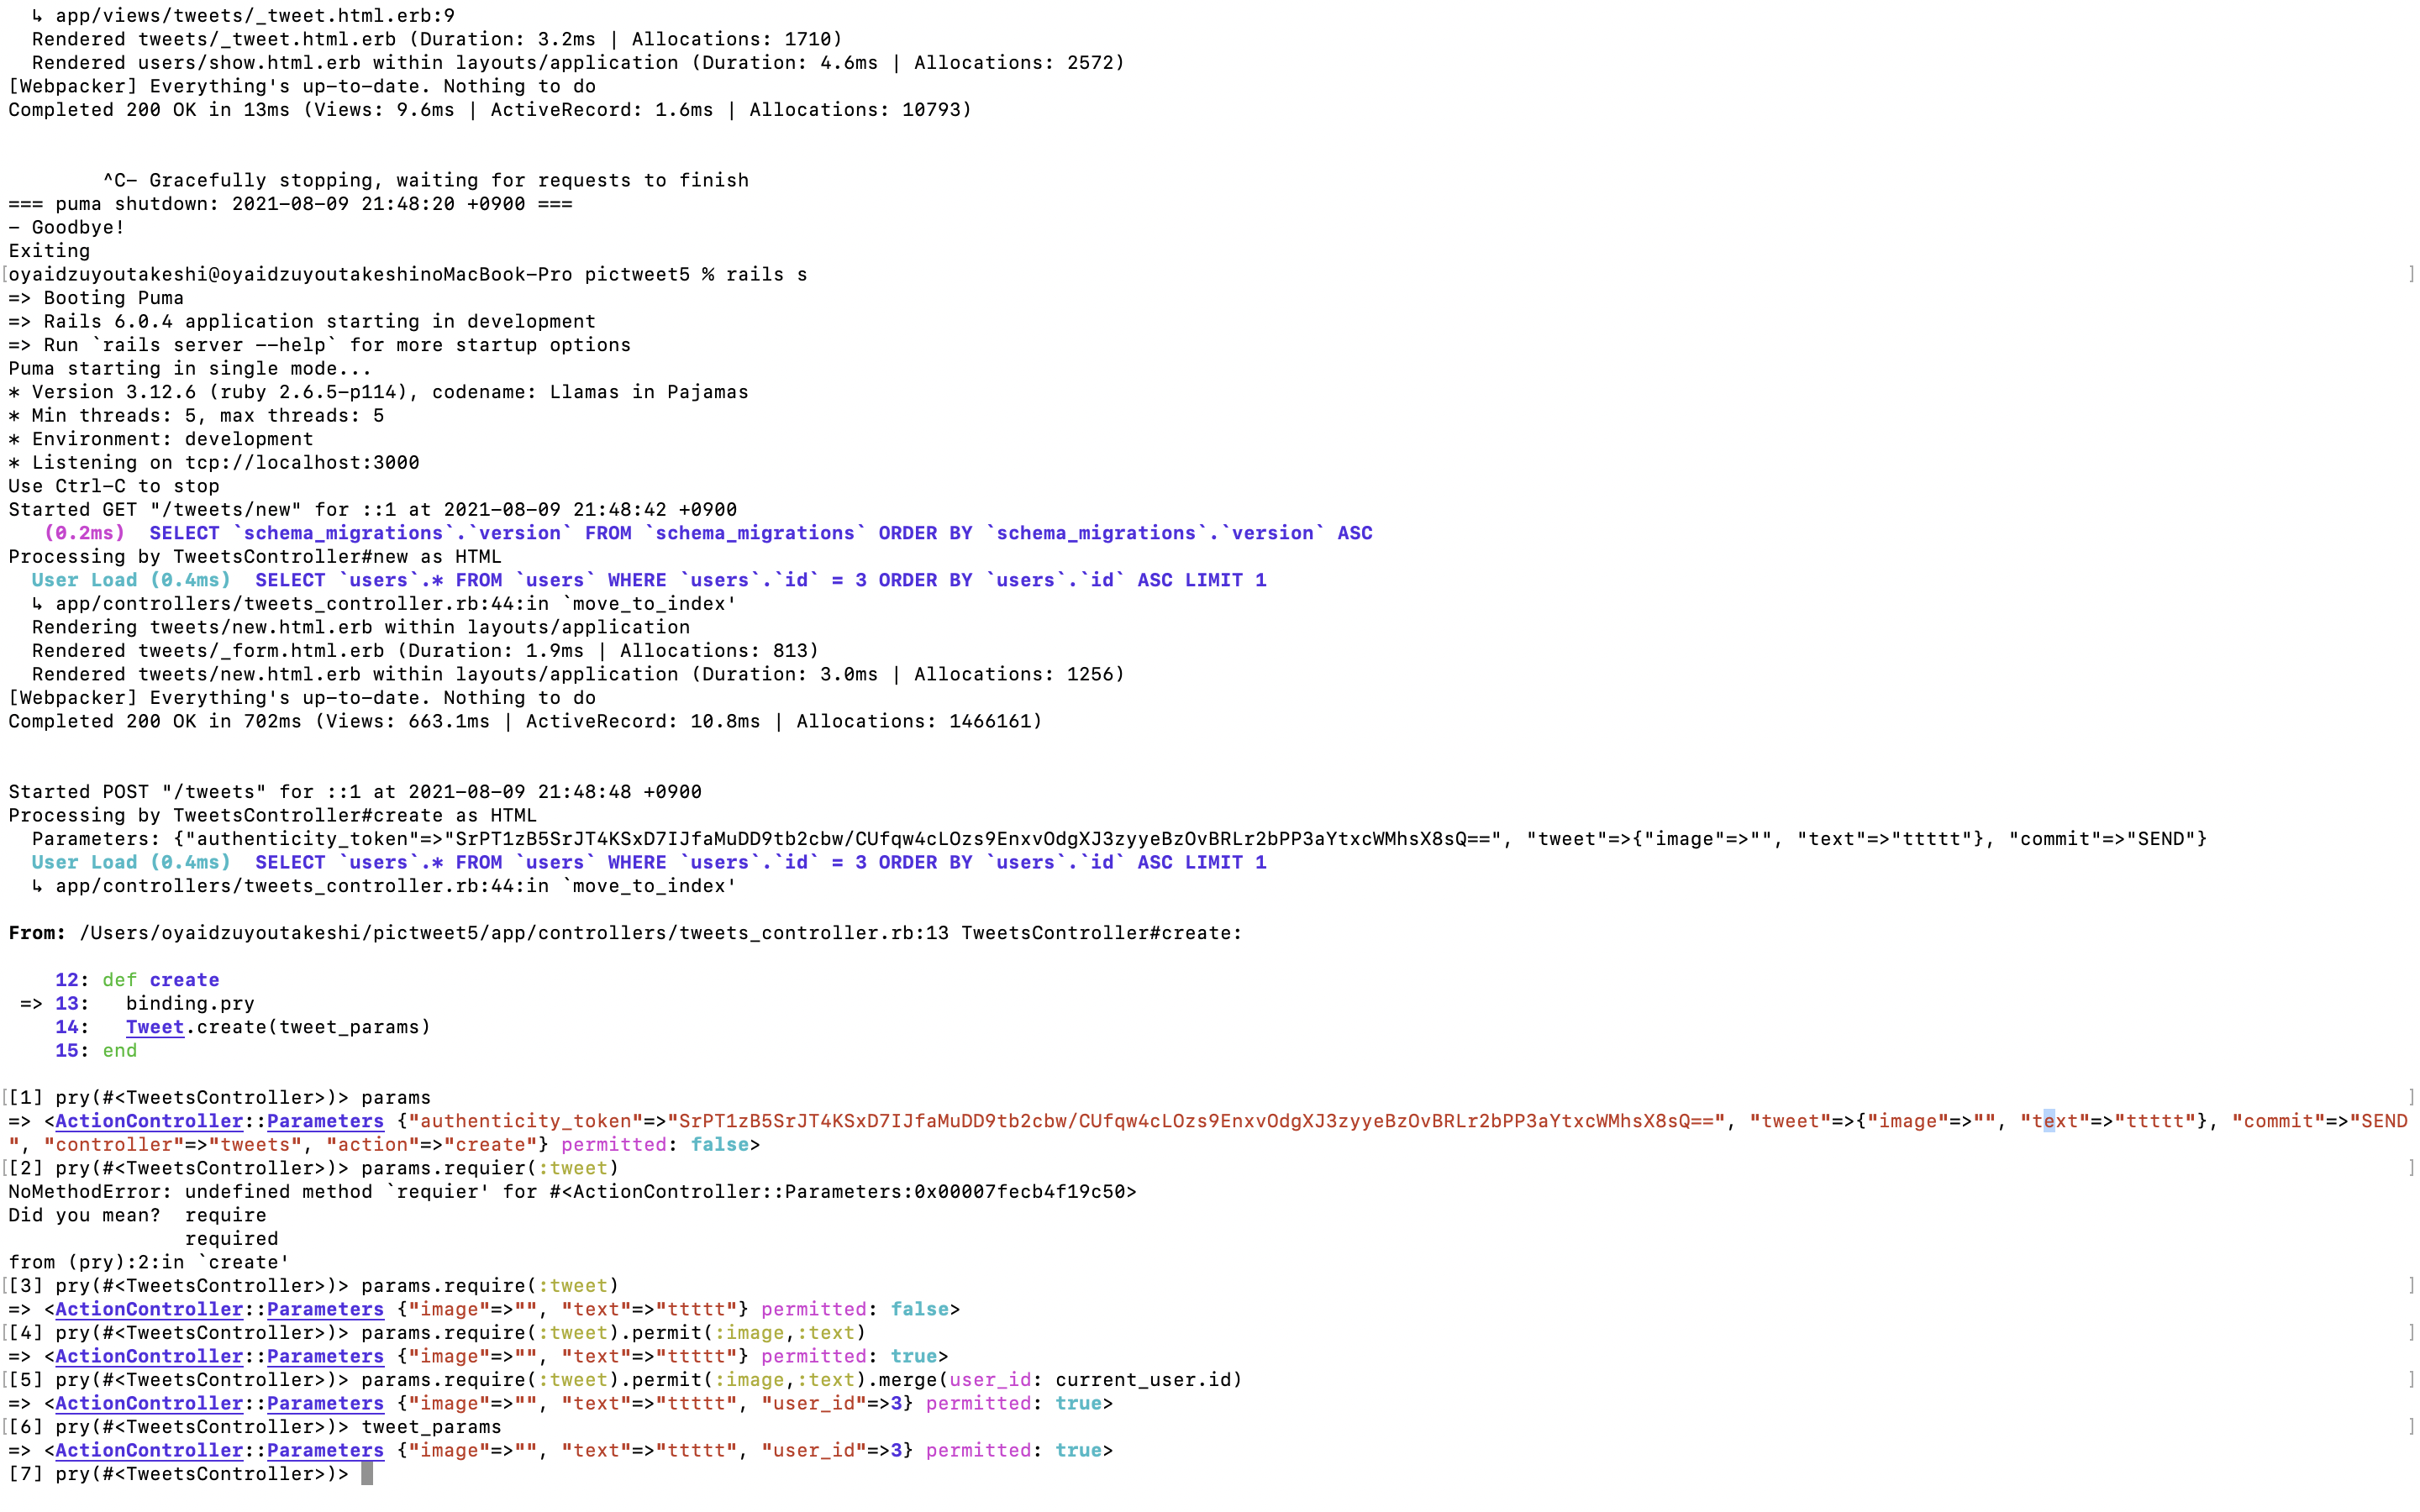 ↳ app/views/tweets/_tweet.html.erb:9
Rendered tweets/_tweet.html.erb (Duration: 3.2ms | Allocations: 1710)
Rendered users/show.html.erb within layouts/application (Duration: 4.6ms | Allocations: 2572)
[Webpacker] Everything's up-to-date. Nothing to do
Completed 200 OK in 13ms (Views: 9.6ms | ActiveRecord: 1.6ms | Allocations: 10793)
^C- Gracefully stopping, waiting for requests to finish
=== puma shutdown: 2021-08-09 21:48:20 +0900 ===
- Goodbye!
Exiting
[oyaidzuyoutakeshi@oyaidzuyoutakeshinoMacBook-Pro pictweet5 % rails s ]
=> Booting Puma
=> Rails 6.0.4 application starting in development
=> Run `rails server --help` for more startup options
Puma starting in single mode...
* Version 3.12.6 (ruby 2.6.5-p114), codename: Llamas in Pajamas
* Min threads: 5, max threads: 5
* Environment: development
* Listening on tcp://localhost:3000
Use Ctrl-C to stop
Started GET "/tweets/new" for ::1 at 2021-08-09 21:48:42 +0900
(0.2ms)  SELECT `schema_migrations`.`version` FROM `schema_migrations` ORDER BY `schema_migrations`.`version` ASC
Processing by TweetsController#new as HTML
User Load (0.4ms)  SELECT `users`.* FROM `users` WHERE `users`.`id` = 3 ORDER BY `users`.`id` ASC LIMIT 1
↳ app/controllers/tweets_controller.rb:44:in `move_to_index'
Rendering tweets/new.html.erb within layouts/application
Rendered tweets/_form.html.erb (Duration: 1.9ms | Allocations: 813)
Rendered tweets/new.html.erb within layouts/application (Duration: 3.0ms | Allocations: 1256)
[Webpacker] Everything's up-to-date. Nothing to do
Completed 200 OK in 702ms (Views: 663.1ms | ActiveRecord: 10.8ms | Allocations: 1466161)
Started POST "/tweets" for ::1 at 2021-08-09 21:48:48 +0900
Processing by TweetsController#create as HTML
Parameters: {"authenticity_token"=>"SrPT1zB5SrJT4KSxD7IJfaMuDD9tb2cbw/CUfqw4cLOzs9EnxvOdgXJ3zyyeBzOvBRLr2bPP3aYtxcWMhsX8sQ==", "tweet"=>{"image"=>"", "text"=>"ttttt"}, "commit"=>"SEND"}
User Load (0.4ms)  SELECT `users`.* FROM `users` WHERE `users`.`id` = 3 ORDER BY `users`.`id` ASC LIMIT 1
↳ app/controllers/tweets_controller.rb:44:in `move_to_index'
From: /Users/oyaidzuyoutakeshi/pictweet5/app/controllers/tweets_controller.rb:13 TweetsController#create:
12: def create
=> 13:   binding.pry
14:   Tweet.create(tweet_params)
15: end
[[1] pry(#<TweetsController>)> params ]
=> <ActionController::Parameters {"authenticity_token"=>"SrPT1zB5SrJT4KSxD7IJfaMuDD9tb2cbw/CUfqw4cLOzs9EnxvOdgXJ3zyyeBzOvBRLr2bPP3aYtxcWMhsX8sQ==", "tweet"=>{"image"=>"", "text"=>"ttttt"}, "commit"=>"SEND
", "controller"=>"tweets", "action"=>"create"} permitted: false>
[[2] pry(#<TweetsController>)> params.requier(:tweet) ]
NoMethodError: undefined method `requier' for #<ActionController::Parameters:0x00007fecb4f19c50>
Did you mean?  require
required
from (pry):2:in `create'
[[3] pry(#<TweetsController>)> params.require(:tweet) ]
=> <ActionController::Parameters {"image"=>"", "text"=>"ttttt"} permitted: false>
[[4] pry(#<TweetsController>)> params.require(:tweet).permit(:image,:text) ]
=> <ActionController::Parameters {"image"=>"", "text"=>"ttttt"} permitted: true>
[[5] pry(#<TweetsController>)> params.require(:tweet).permit(:image,:text).merge(user_id: current_user.id) ]
=> <ActionController::Parameters {"image"=>"", "text"=>"ttttt", "user_id"=>3} permitted: true>
[[6] pry(#<TweetsController>)> tweet_params ]
=> <ActionController::Parameters {"image"=>"", "text"=>"ttttt", "user_id"=>3} permitted: true>
[7] pry(#<TweetsController>)>